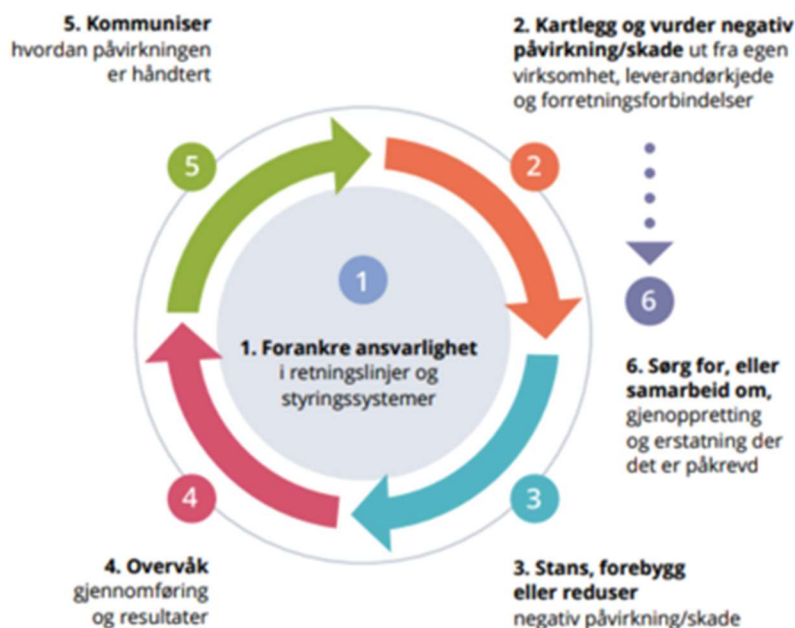 5. Kommuniser
hvordan påvirkningen
er håndtert
2. Kartlegg og vurder negativ
påvirkning/skade ut fra egen
virksomhet, leverandørkjede
og forretningsforbindelser
5
2
1
6
1. Forankre ansvarlighet
i retningslinjer og
styringssystemer
6. Sørg for, eller
samarbeid om,
gjenoppretting
og erstatning der
det er påkrevd
4
3
4. Overvåk
gjennomføring
og resultater
3. Stans, forebygg
eller reduser
negativ påvirkning/skade